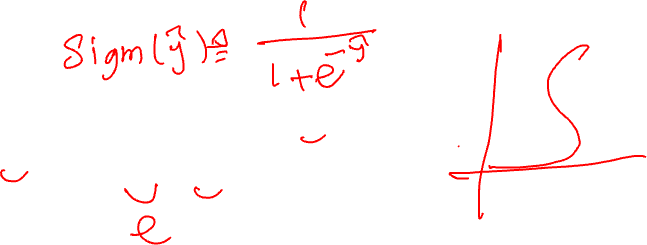 Sigm(ŷ) ≜ 1 / (1 + e^-ŷ)
e